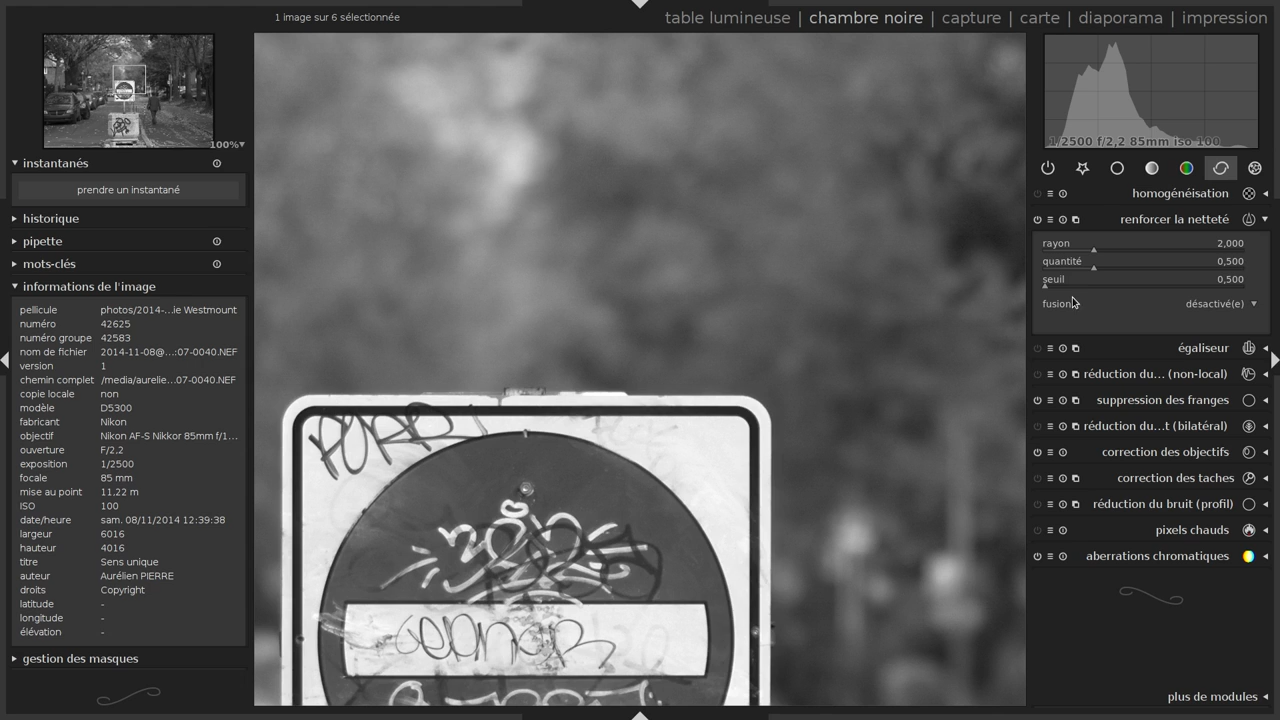 1 image sur 6 sélectionnée
table lumineuse | chambre noire | capture | carte | diaporama | impression
100%
instantanés
prendre un instantané
historique
pipette
mots-clés
informations de l'image
pellicule photos/2014-...ie Westmount
numéro 42625
numéro groupe 42583
nom de fichier 2014-11-08@...:07-0040.NEF
version 1
chemin complet /media/aurelie...07-0040.NEF
copie locale non
modèle D5300
fabricant Nikon
objectif Nikon AF-S Nikkor 85mm f/1...
ouverture F/2,2
exposition 1/2500
focale 85 mm
mise au point 11,22 m
ISO 100
date/heure sam. 08/11/2014 12:39:38
largeur 6016
hauteur 4016
titre Sens unique
auteur Aurélien PIERRE
droits Copyright
latitude -
longitude -
élévation -
gestion des masques
1/2500 f/2,2 85mm iso 100
homogénéisation
renforcer la netteté
rayon 2,000
quantité 0,500
seuil 0,500
fusion désactivé(e)
égaliseur
réduction du... (non-local)
suppression des franges
réduction du...t (bilatéral)
correction des objectifs
correction des taches
réduction du bruit (profil)
pixels chauds
aberrations chromatiques
plus de modules